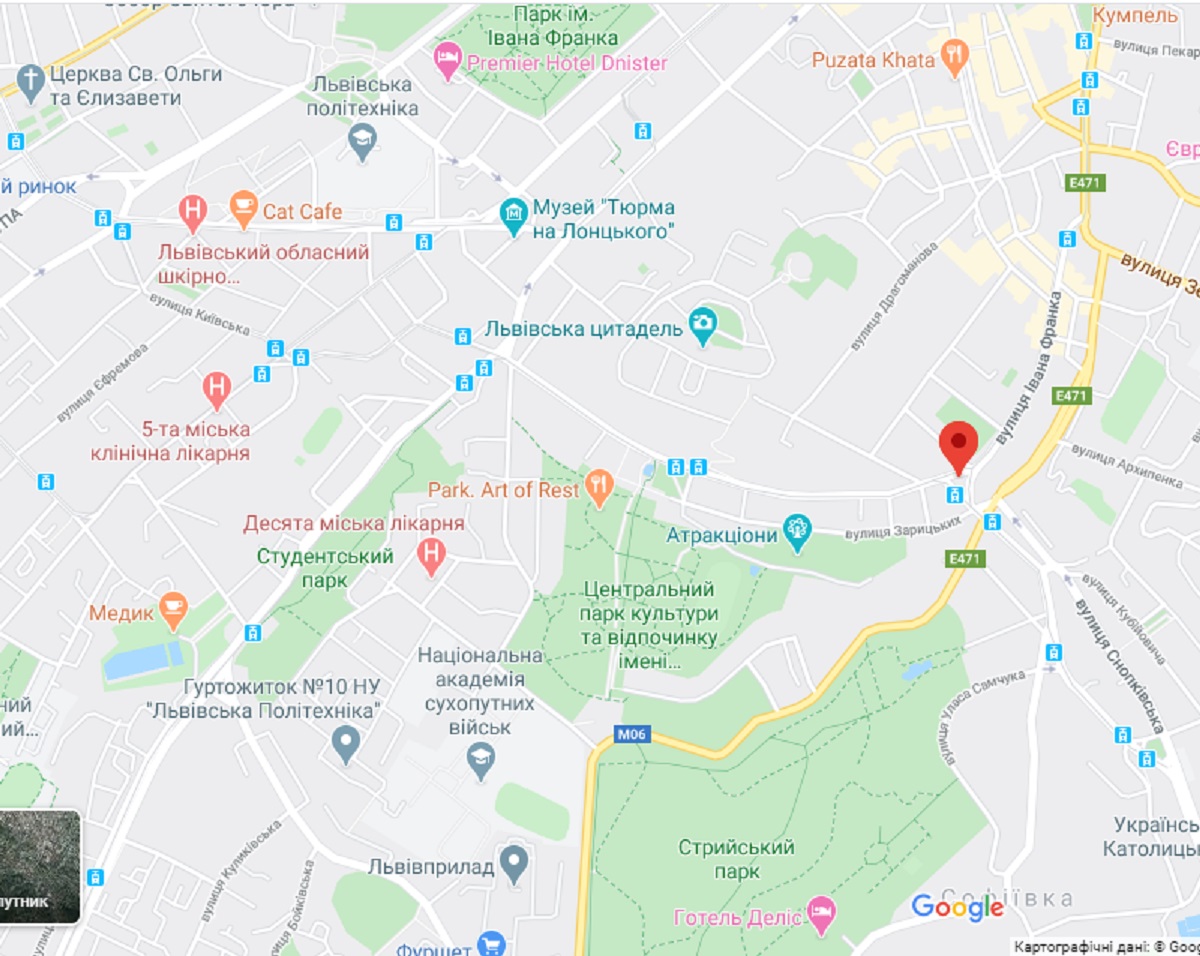 Парк ім.
Івана Франка
Кумпель
Premier Hotel Dnister
Puzata Khata
вулиця Пекар
Церква Св. Ольги
та Єлизавети
Львівська
політехніка
Євр
й ринок
E471
ПА
Cat Cafe
Музей "Тюрма
на Лонцького"
Львівський обласний
шкірно...
вулиця Драгоманова
вулиця Зе
вулиця Київська
Львівська цитадель
вулиця Івана Франка
вулиця Єфремова
E471
5-та міська
клінічна лікарня
вулиця Архипенка
Park. Art of Rest
Десята міська лікарня
Атракціони
вулиця Зарицьких
Студентський
парк
E471
Медик
Центральний
парк культури
та відпочинку
імені...
вулиця Кубійовича
вулиця Снопківська
Національна
академія
сухопутних
військ
Гуртожиток №10 НУ
"Львівська Політехніка"
вулиця Уласа Самчука
ний
ий...
M06
Українсь
Католиць
Стрийський
парк
Львівприлад
вулиця Куликівська
вулиця Бойківська
путник
Готель Деліс
Софіївка
Google
Фуршет
Картографічні дані: © Goog